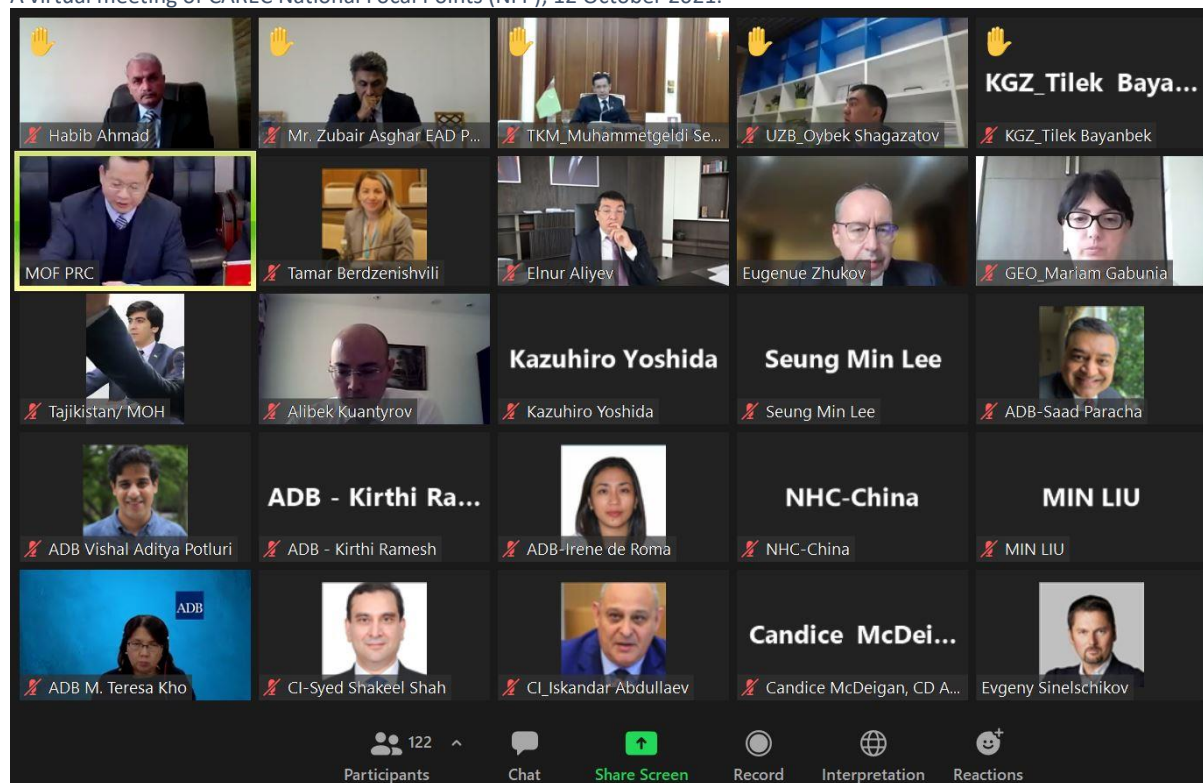 A virtual meeting of CAREC National Focal Points (NFP), 12 October 2021.
KGZ_Tilek Baya...
Habib Ahmad
Mr. Zubair Asghar EAD P...
TKM_Muhammetgeldi Se...
UZB_Oybek Shagazatov
KGZ_Tilek Bayanbek
MOF PRC
Tamar Berdzenishvili
Elnur Aliyev
Eugenue Zhukov
GEO_Mariam Gabunia
Kazuhiro Yoshida
Seung Min Lee
Tajikistan/ MOH
Alibek Kuantyrov
Kazuhiro Yoshida
Seung Min Lee
ADB-Saad Paracha
ADB - Kirthi Ra...
NHC-China
MIN LIU
ADB Vishal Aditya Potluri
ADB - Kirthi Ramesh
ADB-Irene de Roma
NHC-China
MIN LIU
ADB
Candice McDei...
ADB M. Teresa Kho
CI-Syed Shakeel Shah
CI_Iskandar Abdullaev
Candice McDeigan, CD A...
Evgeny Sinelschikov
122
Participants
Chat
Share Screen
Record
Interpretation
Reactions